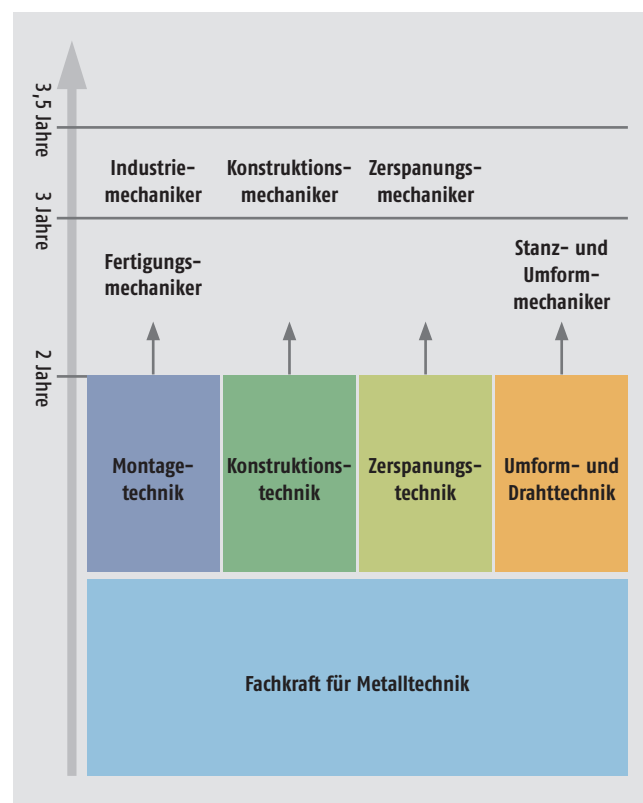 3,5 Jahre
Industrie-
mechaniker
Konstruktions-
mechaniker
Zerspanungs-
mechaniker
3 Jahre
Fertigungs-
mechaniker
Stanz- und
Umform-
mechaniker
2 Jahre
Montage-
technik
Konstruktions-
technik
Zerspanungs-
technik
Umform- und
Drahttechnik
Fachkraft für Metalltechnik